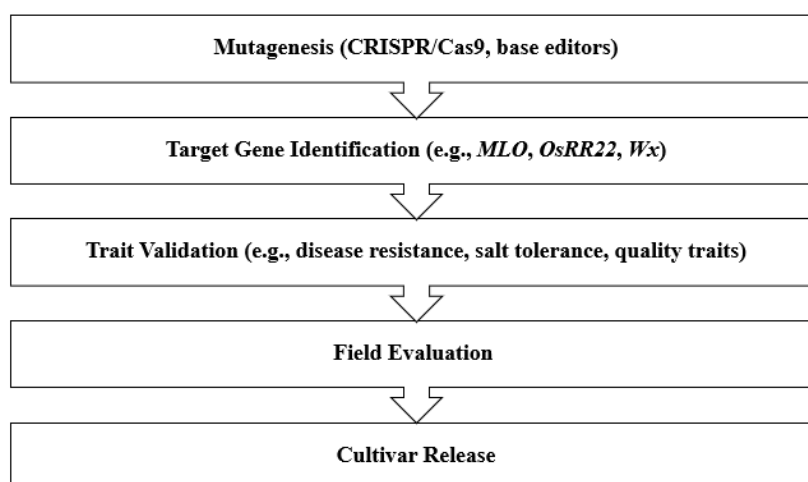 Mutagenesis (CRISPR/Cas9, base editors)
Target Gene Identification (e.g., MLO, OsRR22, Wx)
Trait Validation (e.g., disease resistance, salt tolerance, quality traits)
Field Evaluation
Cultivar Release